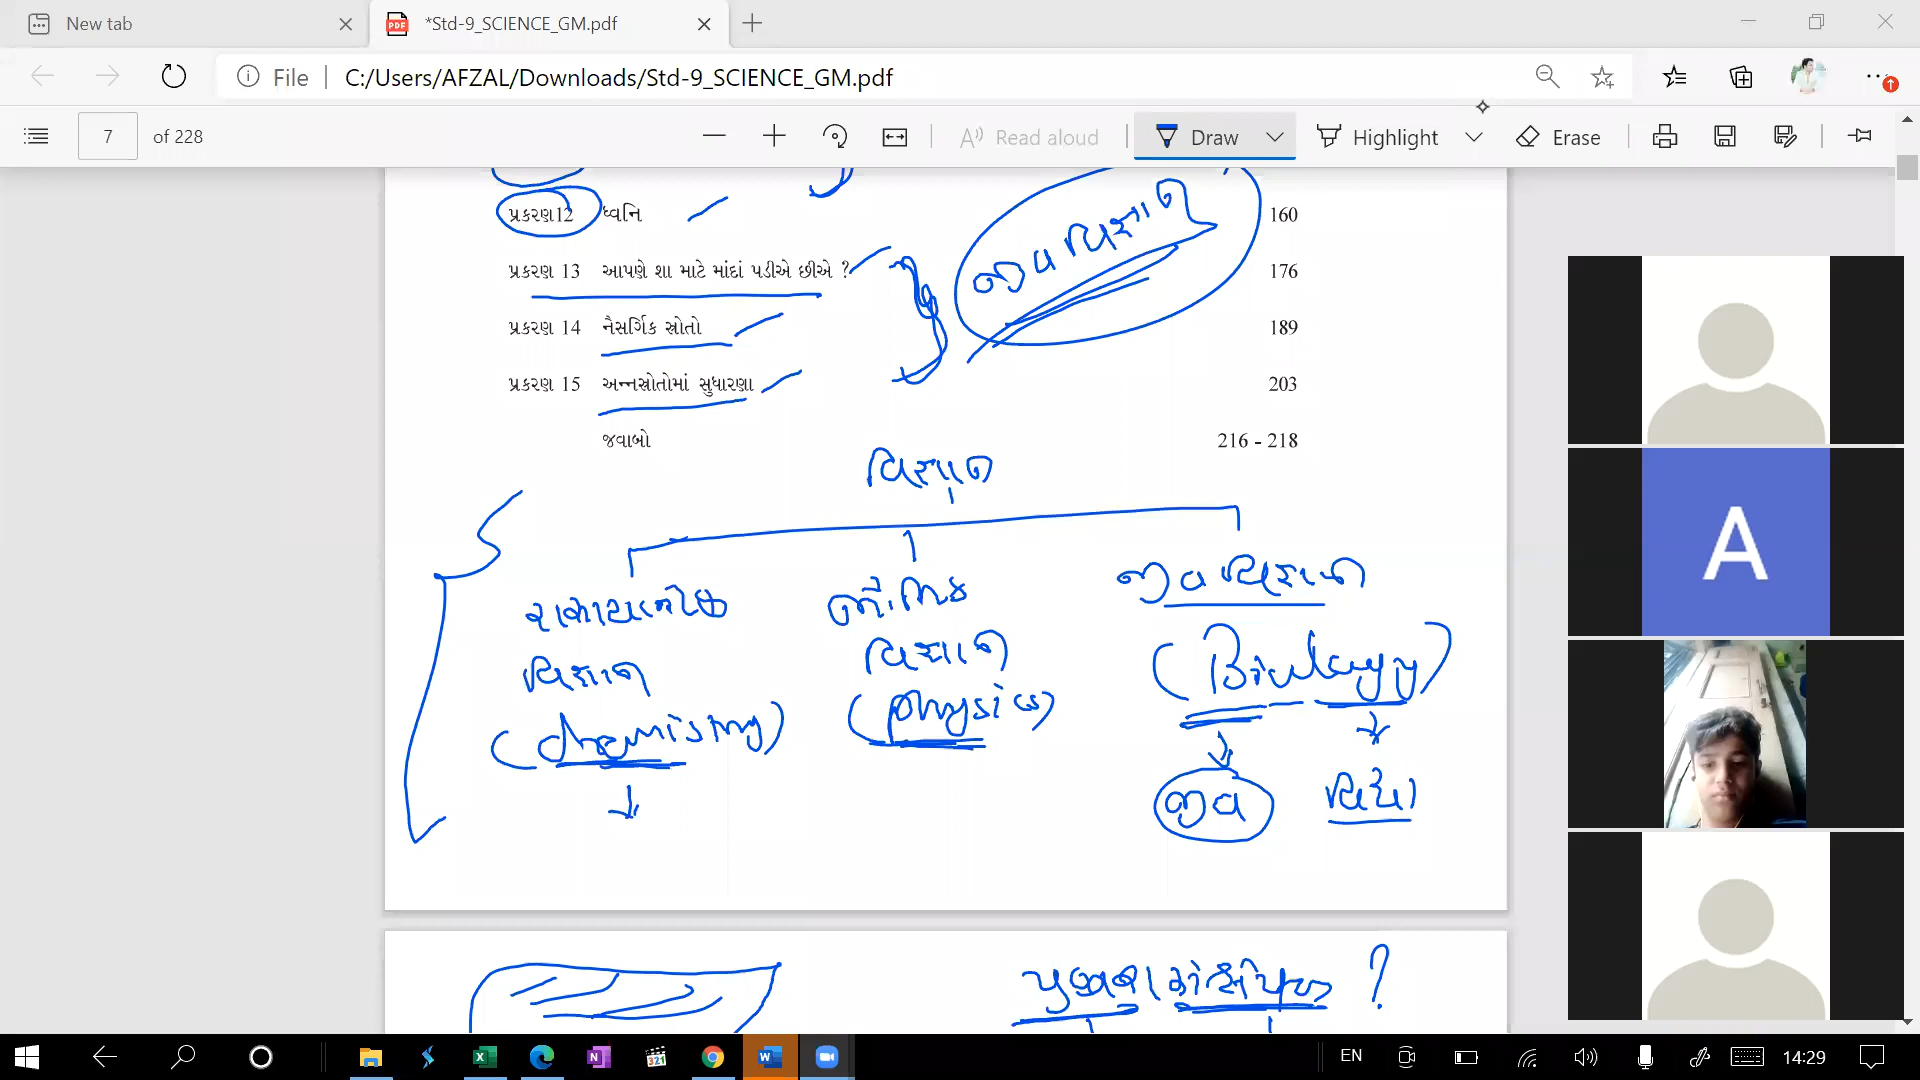 New tab
*Std-9_SCIENCE_GM.pdf
File | C:/Users/AFZAL/Downloads/Std-9_SCIENCE_GM.pdf
7 of 228
Read aloud
Draw
Highlight
Erase
પ્રકરણ 12 ધ્વનિ 160
પ્રકરણ 13 આપણે શા માટે માંદાં પડીએ છીએ ? 176
પ્રકરણ 14 નૈસર્ગિક સ્રોતો 189
પ્રકરણ 15 અન્નસ્રોતોમાં સુધારણા 203
જવાબો 216 - 218
જીવવિજ્ઞાન
વિજ્ઞાન
રાસાયણિક વિજ્ઞાન
(chemistry)
ભૌતિક વિજ્ઞાન
(physics)
જીવવિજ્ઞાન
(Biology)
જીવ
વિદ્યા
?
A
EN
14:29